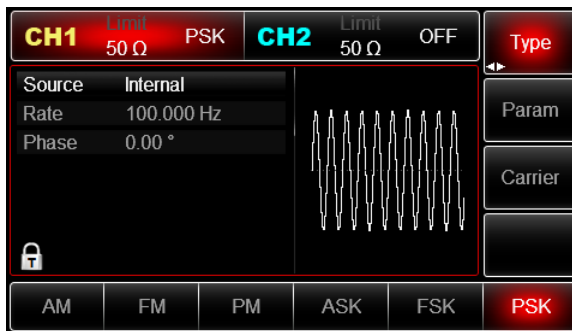 CH1 Limit 50 Ω PSK CH2 Limit 50 Ω OFF Type
Source Internal
Rate 100.000 Hz
Phase 0.00 °
Param
Carrier
T
AM FM PM ASK FSK PSK